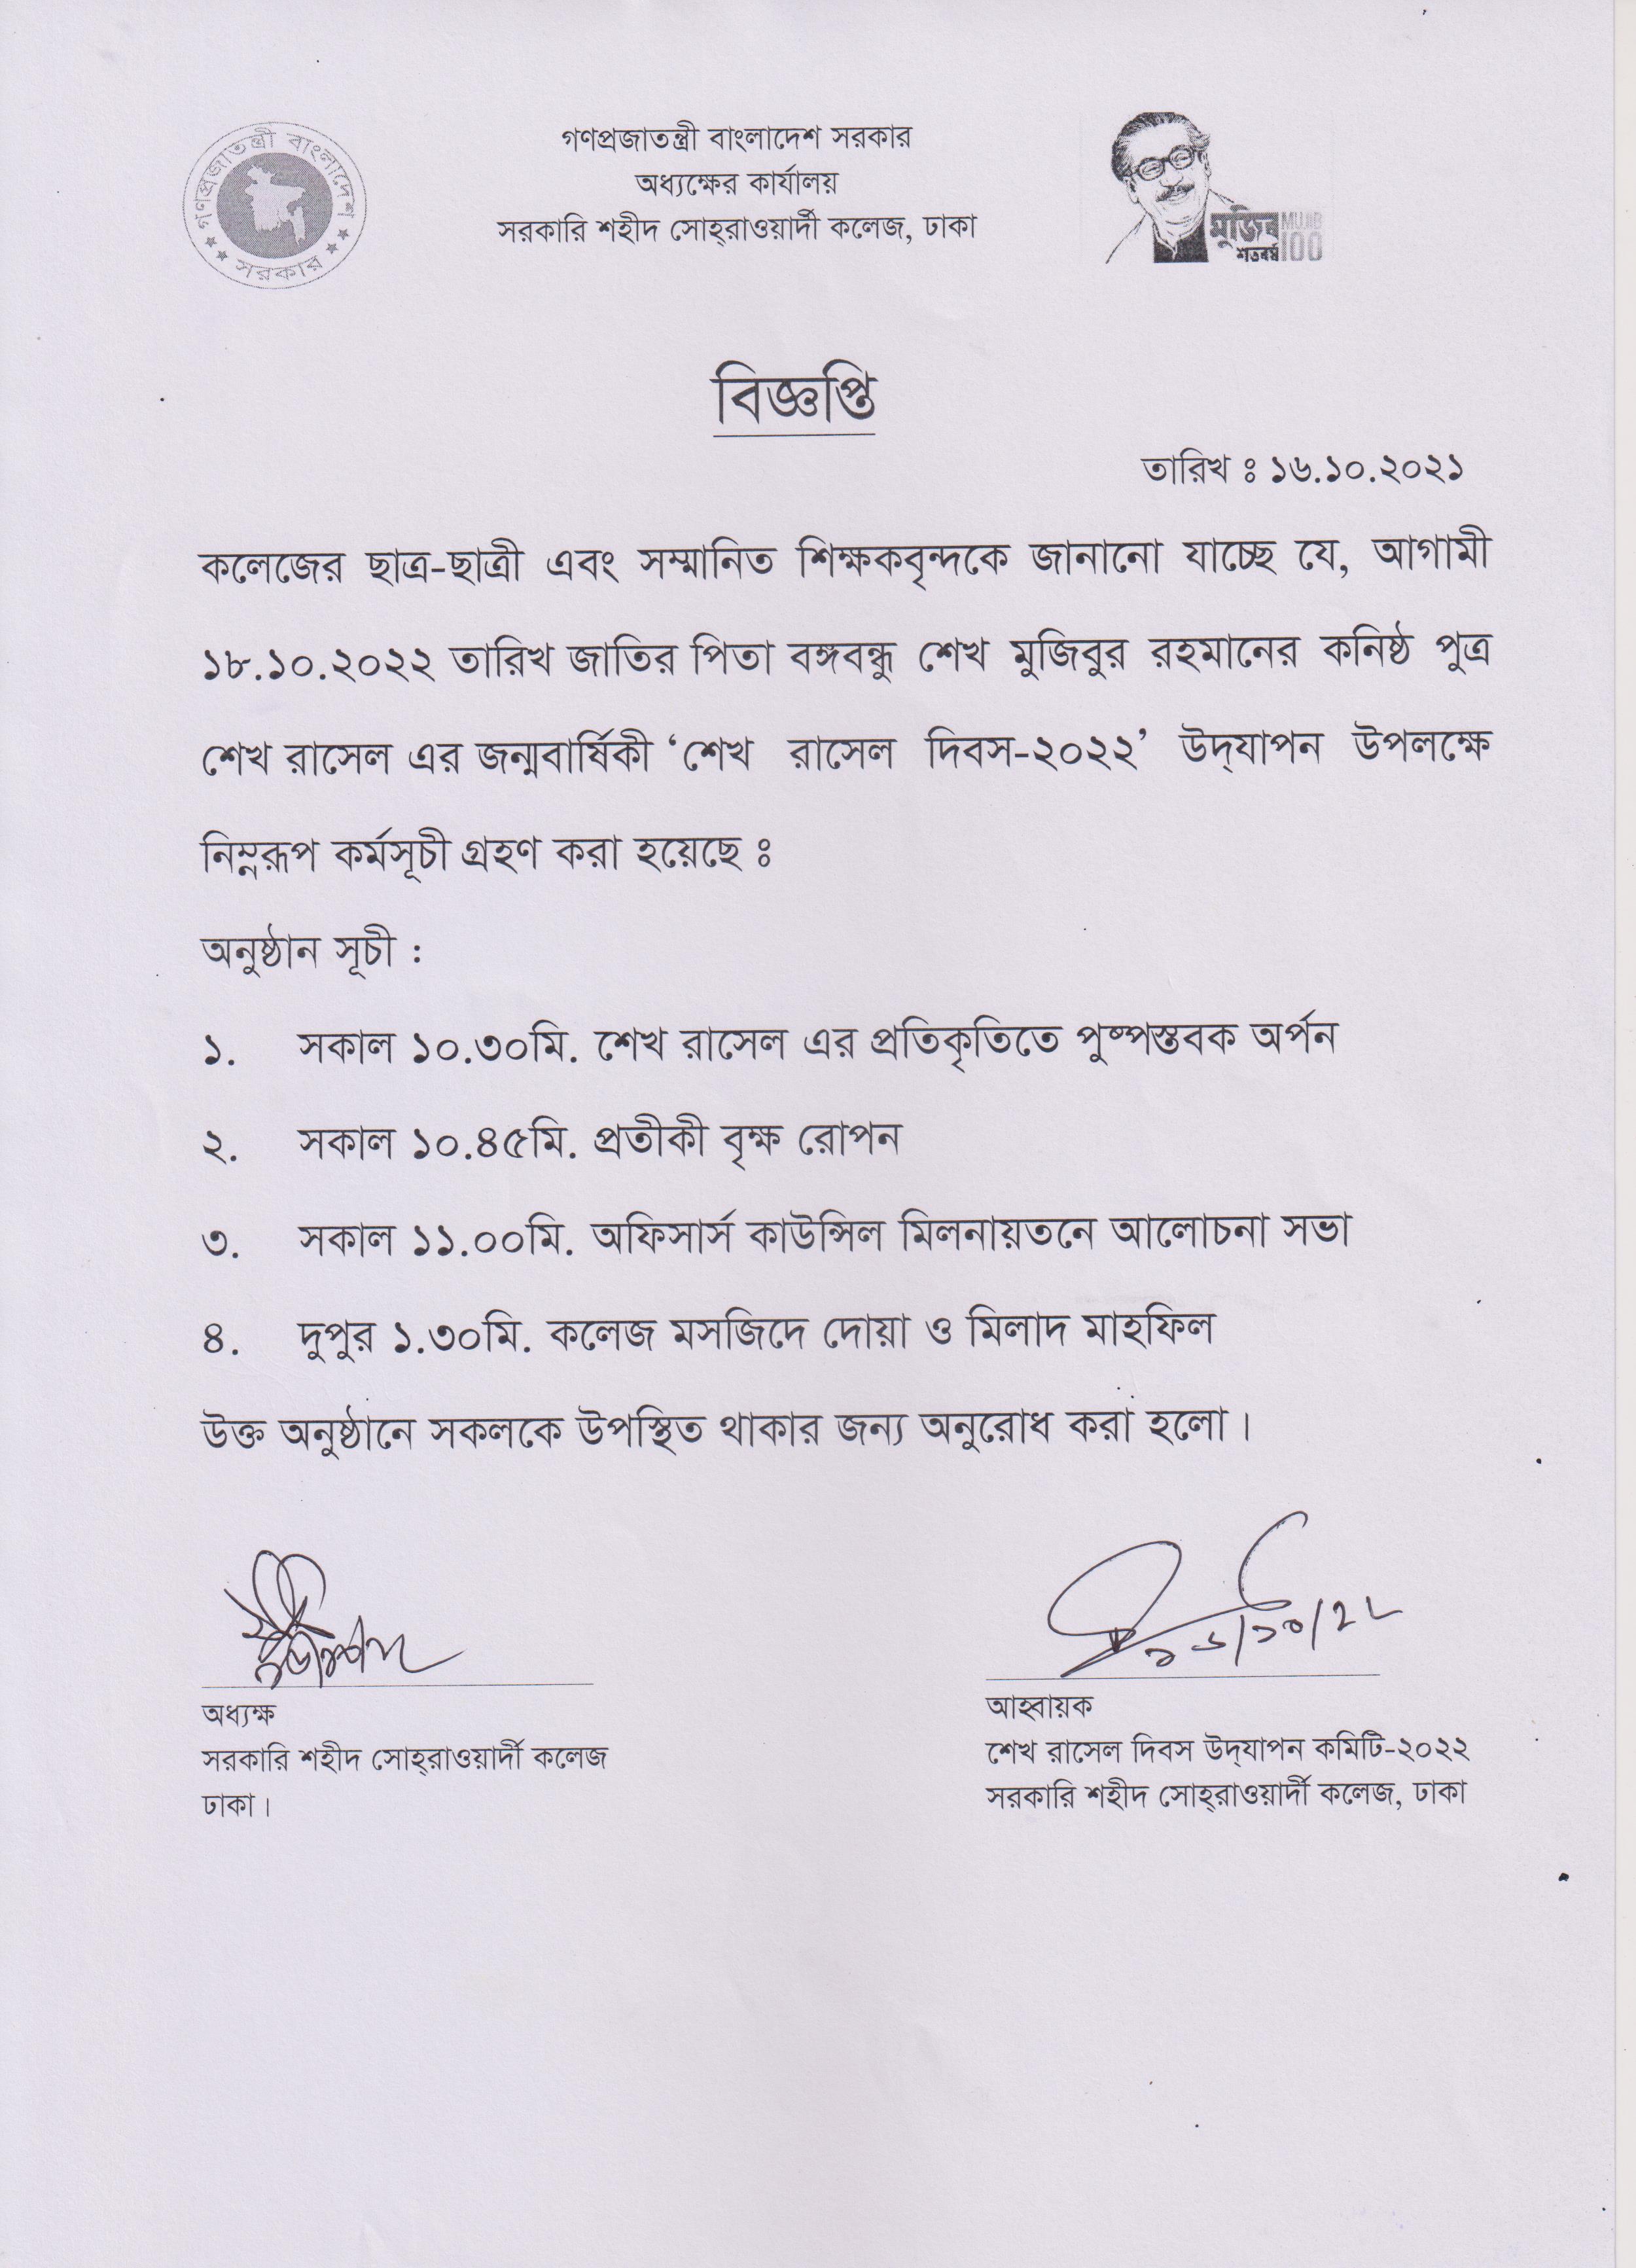 গণপ্রজাতন্ত্রী বাংলাদেশ সরকার
অধ্যক্ষের কার্যালয়
সরকারি শহীদ সোহ্‌রাওয়ার্দী কলেজ, ঢাকা
গণপ্রজাতন্ত্রী বাংলাদেশ
সরকার
মুজিব MUJIB
শতবর্ষ 100
বিজ্ঞপ্তি
তারিখ ঃ ১৬.১০.২০২১
কলেজের ছাত্র-ছাত্রী এবং সম্মানিত শিক্ষকবৃন্দকে জানানো যাচ্ছে যে, আগামী
১৮.১০.২০২২ তারিখ জাতির পিতা বঙ্গবন্ধু শেখ মুজিবুর রহমানের কনিষ্ঠ পুত্র
শেখ রাসেল এর জন্মবার্ষিকী ‘শেখ রাসেল দিবস-২০২২’ উদ্‌যাপন উপলক্ষে
নিম্নরূপ কর্মসূচী গ্রহণ করা হয়েছে ঃ
অনুষ্ঠান সূচী :
১. সকাল ১০.৩০মি. শেখ রাসেল এর প্রতিকৃতিতে পুষ্পস্তবক অর্পন
২. সকাল ১০.৪৫মি. প্রতীকী বৃক্ষ রোপন
৩. সকাল ১১.০০মি. অফিসার্স কাউন্সিল মিলনায়তনে আলোচনা সভা
৪. দুপুর ১.৩০মি. কলেজ মসজিদে দোয়া ও মিলাদ মাহফিল
উক্ত অনুষ্ঠানে সকলকে উপস্থিত থাকার জন্য অনুরোধ করা হলো।
১৬/১০/২২
অধ্যক্ষ
সরকারি শহীদ সোহ্‌রাওয়ার্দী কলেজ
ঢাকা।
আহ্বায়ক
শেখ রাসেল দিবস উদ্‌যাপন কমিটি-২০২২
সরকারি শহীদ সোহ্‌রাওয়ার্দী কলেজ, ঢাকা